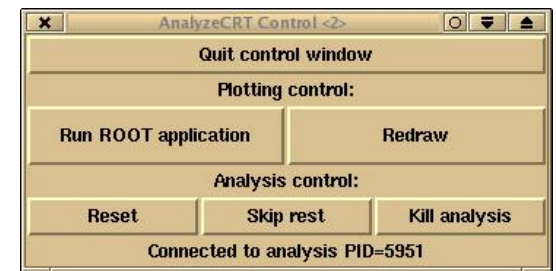 AnalyzeCRT Control <2>
Quit control window
Plotting control:
Run ROOT application Redraw
Analysis control:
Reset Skip rest Kill analysis
Connected to analysis PID=5951